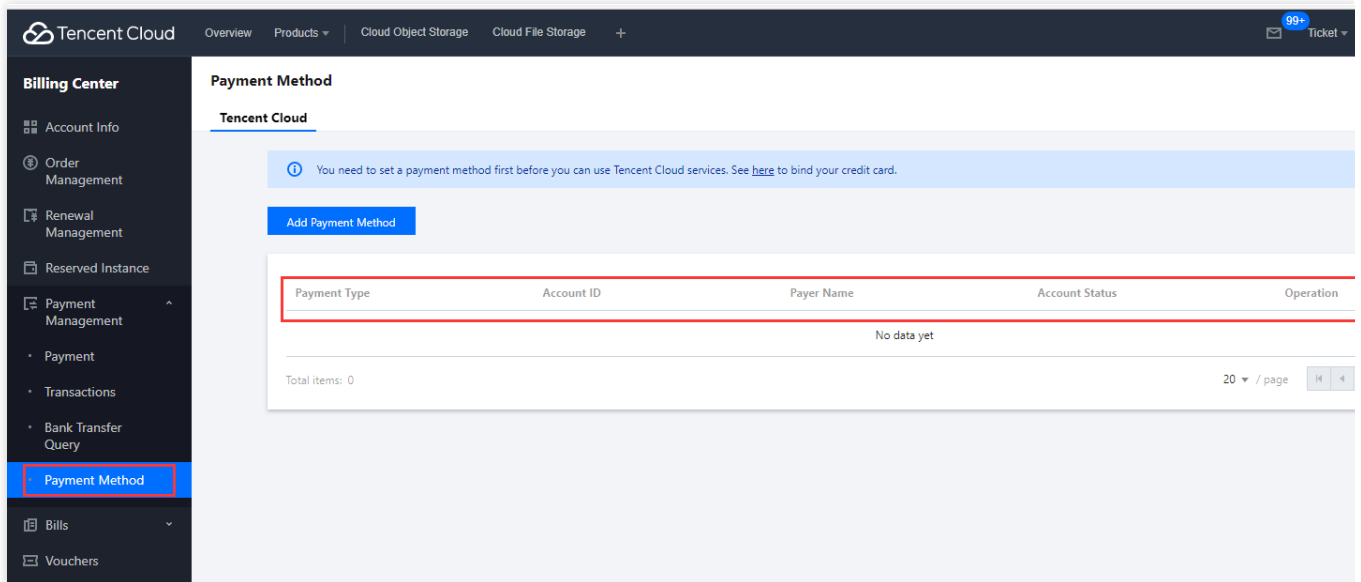 Tencent Cloud
Overview
Products
Cloud Object Storage
Cloud File Storage
+
99+
Ticket
Billing Center
Account Info
Order
Management
Renewal
Management
Reserved Instance
Payment
Management
Payment
Transactions
Bank Transfer
Query
Payment Method
Bills
Vouchers
Payment Method
Tencent Cloud
You need to set a payment method first before you can use Tencent Cloud services. See here to bind your credit card.
Add Payment Method
Payment Type
Account ID
Payer Name
Account Status
Operation
No data yet
Total items: 0
20 / page